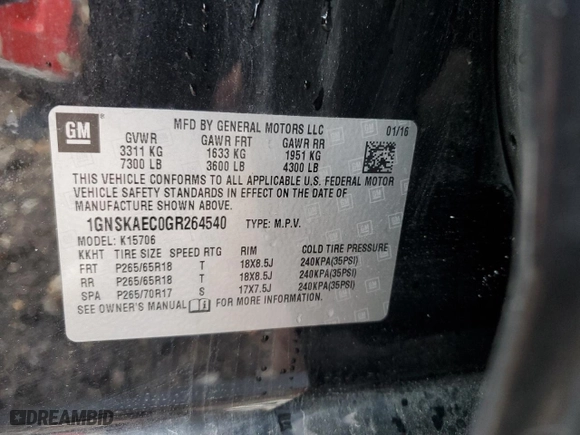 GM
MFD BY GENERAL MOTORS LLC 01/16
GVWR GAWR FRT GAWR RR
3311 KG 1633 KG 1951 KG
7300 LB 3600 LB 4300 LB
THIS VEHICLE CONFORMS TO ALL APPLICABLE U.S. FEDERAL MOTOR
VEHICLE SAFETY STANDARDS IN EFFECT ON THE DATE OF
MANUFACTURE SHOWN ABOVE.
1GNSKAEC0GR264540 TYPE: M.P.V.
MODEL: K15706
KKHT TIRE SIZE SPEED RTG RIM COLD TIRE PRESSURE
FRT P265/65R18 T 18X8.5J 240KPA(35PSI)
RR P265/65R18 T 18X8.5J 240KPA(35PSI)
SPA P265/70R17 S 17X7.5J 240KPA(35PSI)
SEE OWNER'S MANUAL FOR MORE INFORMATION.
DREAMBID